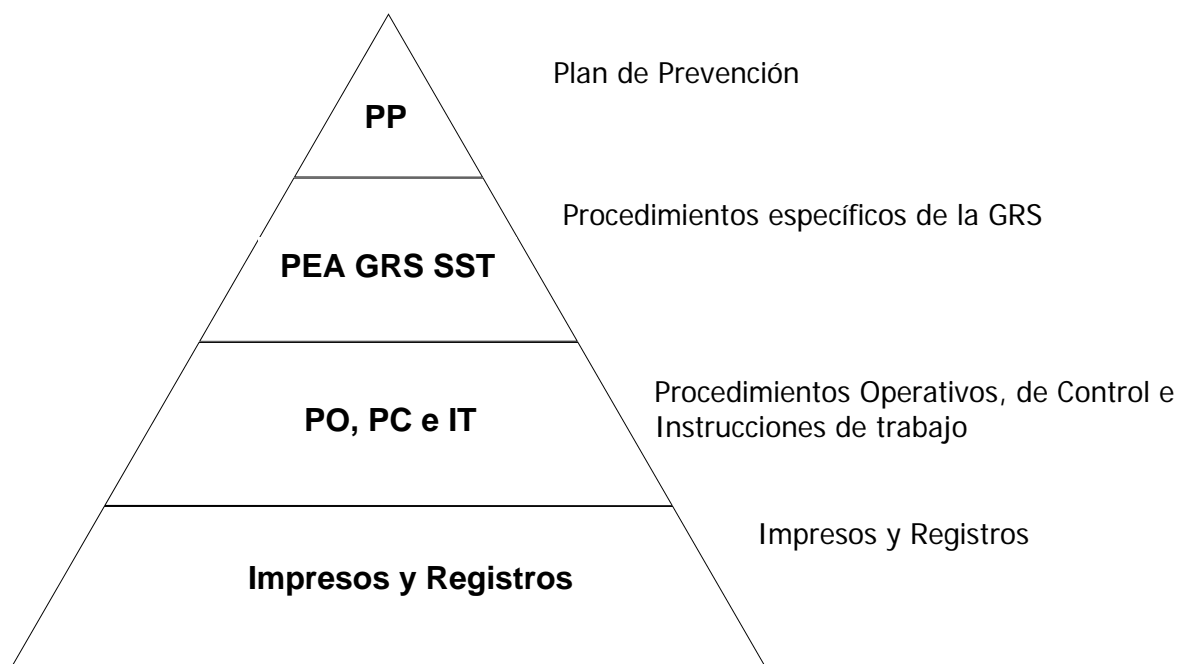 Plan de Prevención
PP
Procedimientos específicos de la GRS
PEA GRS SST
Procedimientos Operativos, de Control e
Instrucciones de trabajo
PO, PC e IT
Impresos y Registros
Impresos y Registros